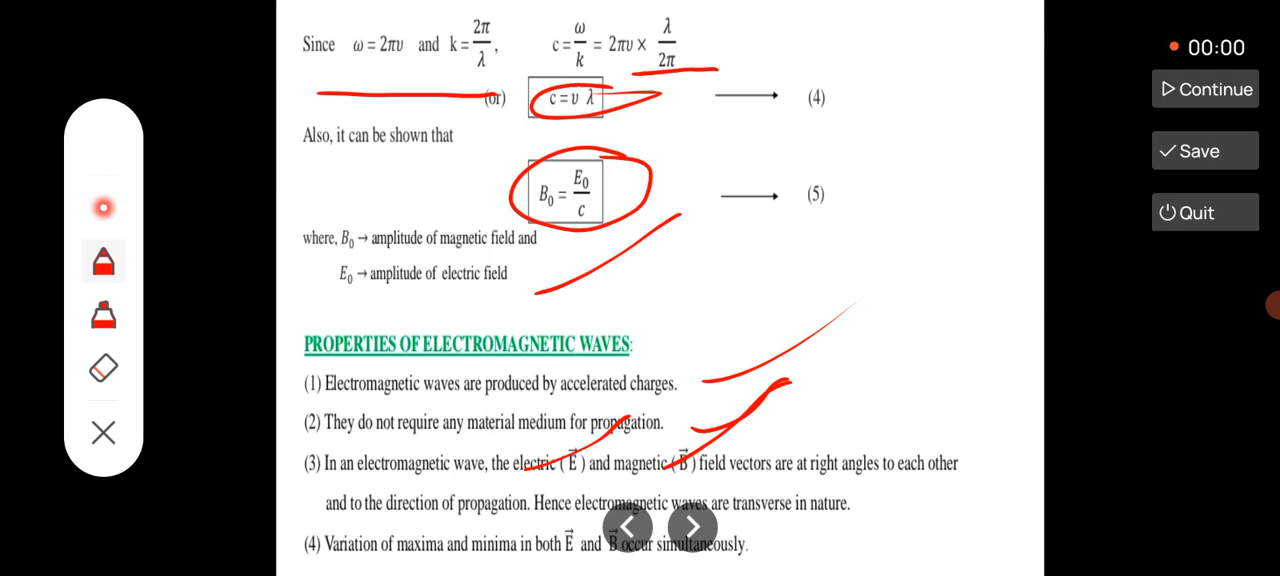 Since ω = 2πυ and k = 2π/λ, c = ω/k = 2πυ × λ/2π
(or) c = υ λ (4)
Also, it can be shown that
B₀ = E₀/c (5)
where, B₀ → amplitude of magnetic field and
E₀ → amplitude of electric field
PROPERTIES OF ELECTROMAGNETIC WAVES:
(1) Electromagnetic waves are produced by accelerated charges.
(2) They do not require any material medium for propagation.
(3) In an electromagnetic wave, the electric ( E⃗ ) and magnetic ( B⃗ ) field vectors are at right angles to each other
and to the direction of propagation. Hence electromagnetic waves are transverse in nature.
(4) Variation of maxima and minima in both E⃗ and B⃗ occur simultaneously.
00:00
Continue
Save
Quit